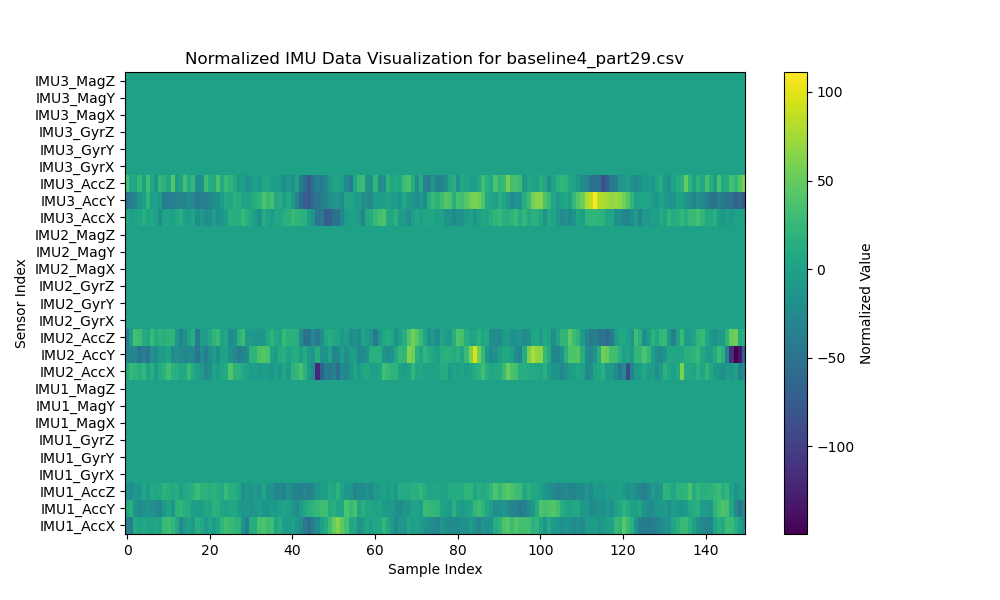 Normalized IMU Data Visualization for baseline4_part29.csv
IMU3_MagZ
IMU3_MagY
IMU3_MagX
IMU3_GyrZ
IMU3_GyrY
IMU3_GyrX
IMU3_AccZ
IMU3_AccY
IMU3_AccX
IMU2_MagZ
IMU2_MagY
IMU2_MagX
IMU2_GyrZ
IMU2_GyrY
IMU2_GyrX
IMU2_AccZ
IMU2_AccY
IMU2_AccX
IMU1_MagZ
IMU1_MagY
IMU1_MagX
IMU1_GyrZ
IMU1_GyrY
IMU1_GyrX
IMU1_AccZ
IMU1_AccY
IMU1_AccX
Sensor Index
0 20 40 60 80 100 120 140
Sample Index
100
50
0
−50
−100
Normalized Value